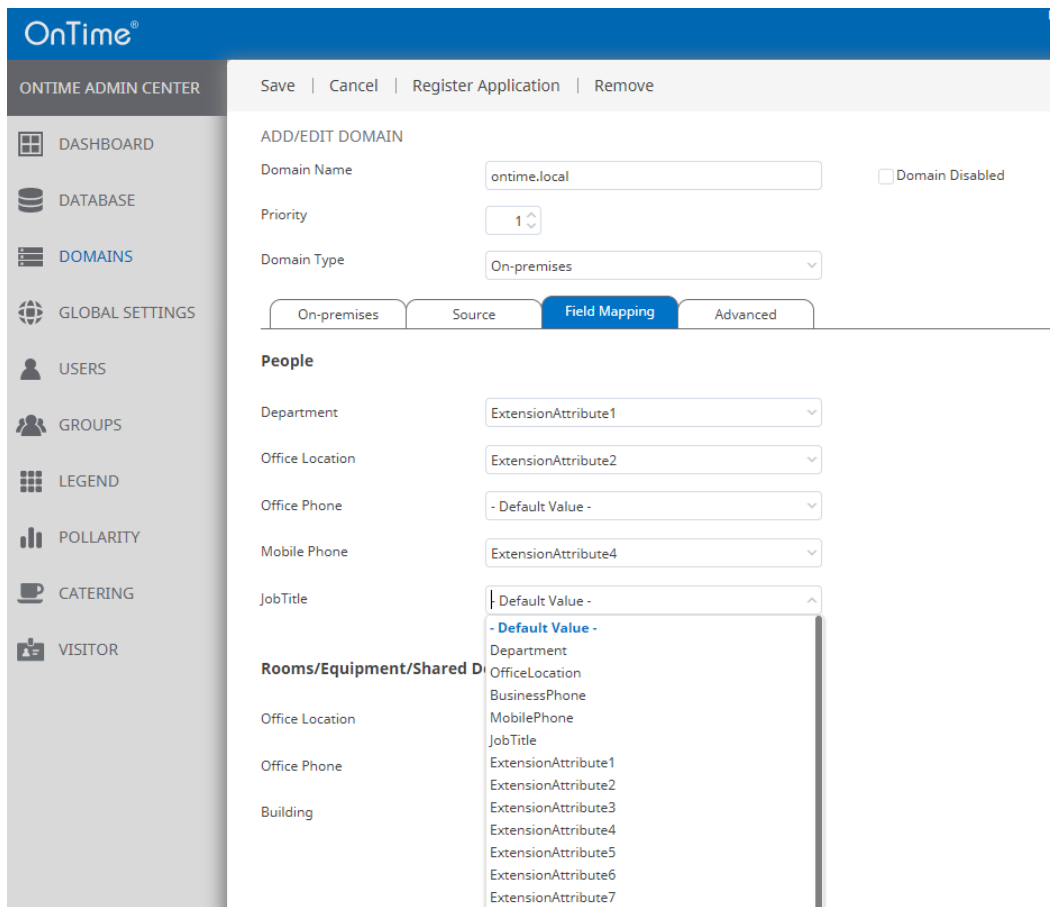 OnTime®
ONTIME ADMIN CENTER
Save | Cancel | Register Application | Remove
DASHBOARD
DATABASE
DOMAINS
GLOBAL SETTINGS
USERS
GROUPS
LEGEND
POLLARITY
CATERING
VISITOR
ADD/EDIT DOMAIN
Domain Name ontime.local Domain Disabled
Priority 1
Domain Type On-premises
On-premises Source Field Mapping Advanced
People
Department ExtensionAttribute1
Office Location ExtensionAttribute2
Office Phone - Default Value -
Mobile Phone ExtensionAttribute4
JobTitle - Default Value -
- Default Value -
Department
OfficeLocation
BusinessPhone
MobilePhone
JobTitle
ExtensionAttribute1
ExtensionAttribute2
ExtensionAttribute3
ExtensionAttribute4
ExtensionAttribute5
ExtensionAttribute6
ExtensionAttribute7
Rooms/Equipment/Shared
Office Location
Office Phone
Building